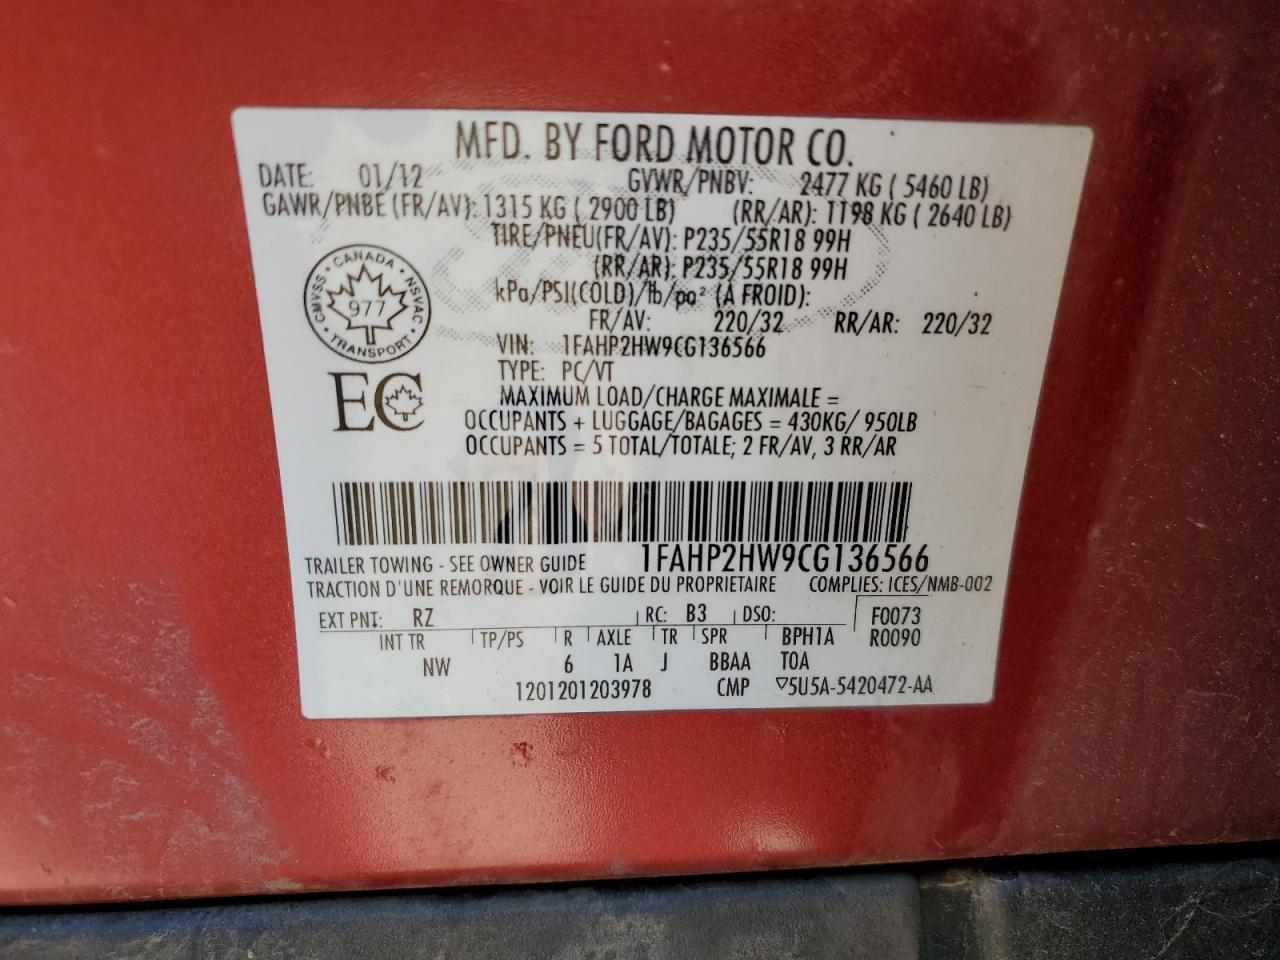 MFD. BY FORD MOTOR CO.
DATE: 01/12 GVWR/PNBV: 2477 KG ( 5460 LB)
GAWR/PNBE (FR/AV): 1315 KG ( 2900 LB) (RR/AR): 1198 KG ( 2640 LB)
TIRE/PNEU(FR/AV): P235/55R18 99H
(RR/AR): P235/55R18 99H
kPa/PSI(COLD)/lb/po² (À FROID):
FR/AV: 220/32 RR/AR: 220/32
CANADA
CMVSS · NSVAC
977
TRANSPORT
VIN: 1FAHP2HW9CG136566
TYPE: PC/VT
EC
MAXIMUM LOAD/CHARGE MAXIMALE =
OCCUPANTS + LUGGAGE/BAGAGES = 430KG/ 950LB
OCCUPANTS = 5 TOTAL/TOTALE; 2 FR/AV, 3 RR/AR
1FAHP2HW9CG136566
TRAILER TOWING - SEE OWNER GUIDE
TRACTION D'UNE REMORQUE - VOIR LE GUIDE DU PROPRIETAIRE COMPLIES: ICES/NMB-002
EXT PNT: RZ RC: B3 DSO: F0073
INT TR TP/PS R AXLE TR SPR BPH1A R0090
NW 6 1A J BBAA TOA
1201201203978 CMP ▽5U5A-5420472-AA